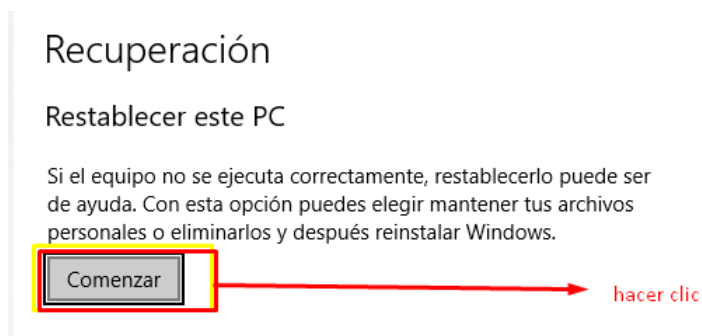 Recuperación
Restablecer este PC
Si el equipo no se ejecuta correctamente, restablecerlo puede ser
de ayuda. Con esta opción puedes elegir mantener tus archivos
personales o eliminarlos y después reinstalar Windows.
Comenzar
hacer clic